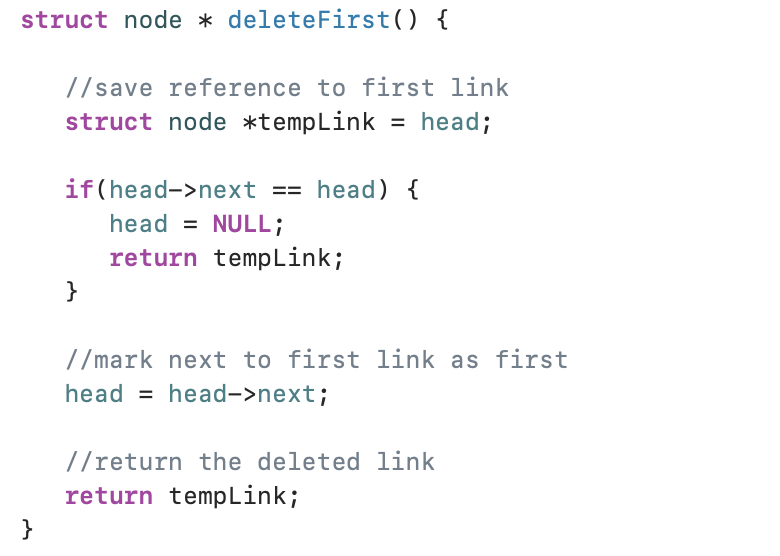 struct node * deleteFirst() {
//save reference to first link
struct node *tempLink = head;
if(head->next == head) {
head = NULL;
return tempLink;
}
//mark next to first link as first
head = head->next;
//return the deleted link
return tempLink;
}